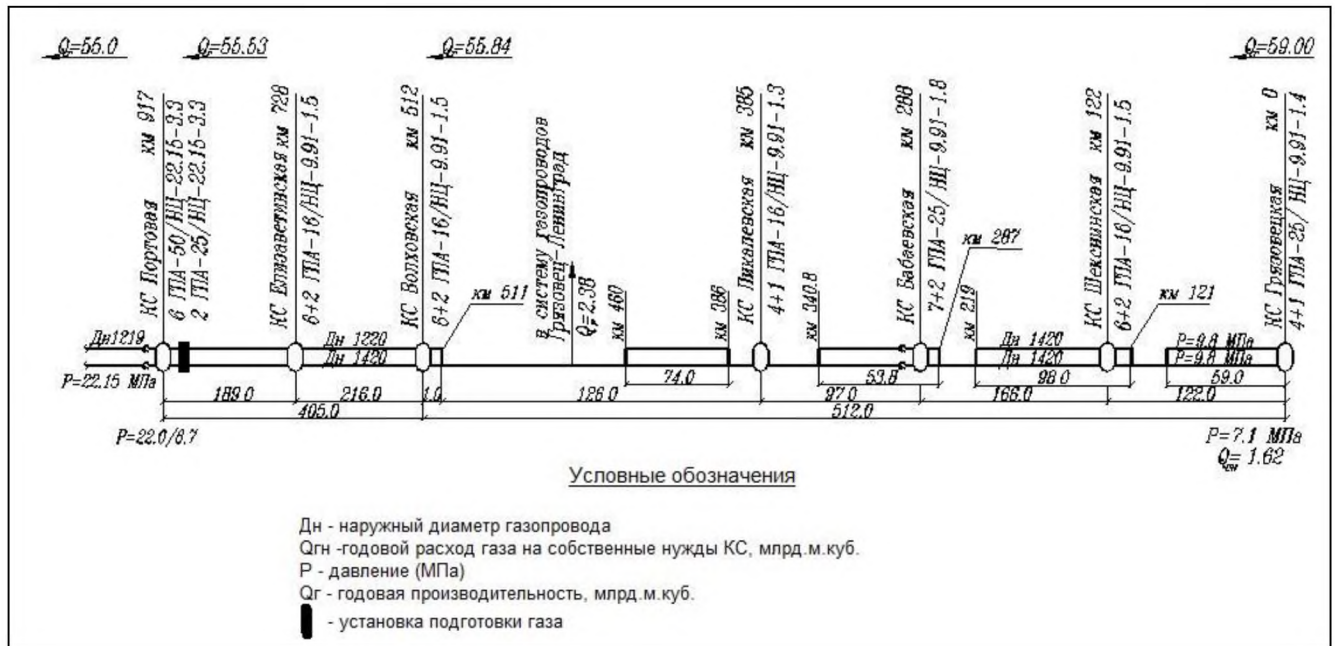 Q=55.0
Q=55.53
Q=55.84
Q=59.00
КС Портовая км 917
6 ГПА-50/НЦ-22.15-3.3
2 ГПА-25/НЦ-22.15-3.3
КС Елизаветинская км 728
6+2 ГПА-16/НЦ-9.91-1.5
КС Волховская км 512
6+2 ГПА-16/НЦ-9.91-1.5
в систему газопроводов
Грязовец-Ленинград
Q=2.38
КС Пикалевская км 385
4+1 ГПА-16/НЦ-9.91-1.3
КС Бабаевская км 288
7+2 ГПА-25/НЦ-9.91-1.8
КС Шекснинская км 122
6+2 ГПА-16/НЦ-9.91-1.5
КС Грязовецкая км 0
4+1 ГПА-25/ НЦ-9.91-1.4
км 511
км 460
км 386
км 340.8
км 287
км 219
км 121
Дн1219
Дн 1220
Дн 1420
Дн 1420
Дн 1420
Р=9.8 МПа
Р=9.8 МПа
Р=22.15 МПа
74.0
53.8
98.0
59.0
189.0
216.0
1.0
126.0
97.0
166.0
122.0
405.0
512.0
Р=22.0/8.7
Р=7.1 МПа
Q= 1.62
Условные обозначения
Дн - наружный диаметр газопровода
Qгн -годовой расход газа на собственные нужды КС, млрд.м.куб.
Р - давление (МПа)
Qг - годовая производительность, млрд.м.куб.
- установка подготовки газа